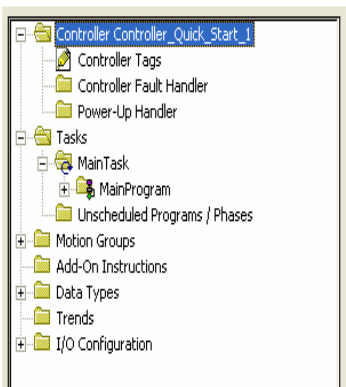 Controller Controller_Quick_Start_1
Controller Tags
Controller Fault Handler
Power-Up Handler
Tasks
MainTask
MainProgram
Unscheduled Programs / Phases
Motion Groups
Add-On Instructions
Data Types
Trends
I/O Configuration